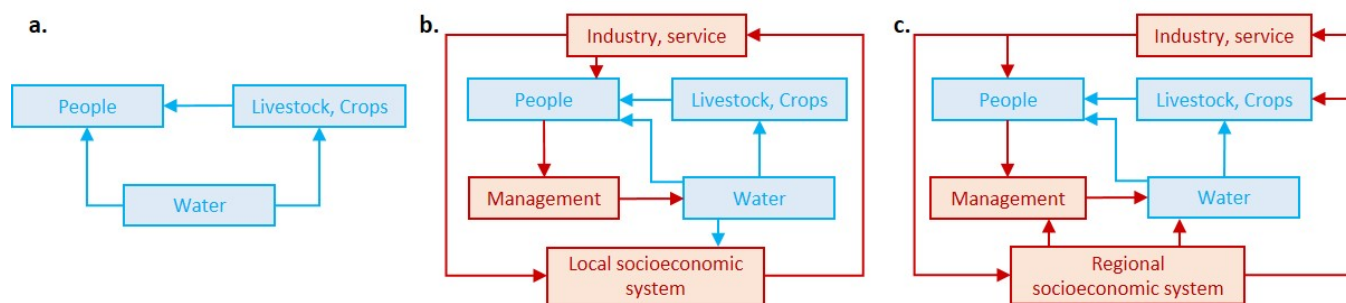 a.
People
Livestock, Crops
Water
b.
Industry, service
People
Livestock, Crops
Management
Water
Local socioeconomic
system
c.
Industry, service
People
Livestock, Crops
Management
Water
Regional
socioeconomic system